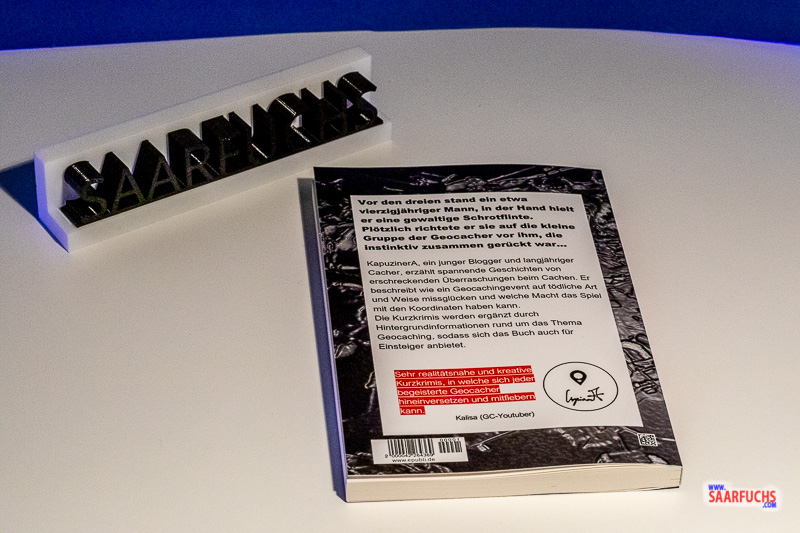 SAARFUCHS
Vor den dreien stand ein etwa
vierzigjähriger Mann, in der Hand hielt
er eine gewaltige Schrotflinte.
Plötzlich richtete er sie auf die kleine
Gruppe der Geocacher vor ihm, die
instinktiv zusammen gerückt war...
KapuzinerA, ein junger Blogger und langjähriger
Cacher, erzählt spannende Geschichten von
erschreckenden Überraschungen beim Cachen. Er
beschreibt wie ein Geocachingevent auf tödliche Art
und Weise missglücken und welche Macht das Spiel
mit den Koordinaten haben kann.
Die Kurzkrimis werden ergänzt durch
Hintergrundinformationen rund um das Thema
Geocaching, sodass sich das Buch auch für
Einsteiger anbietet.
Sehr realitätsnahe und kreative
Kurzkrimis, in welche sich jeder
begeisterte Geocacher
hineinversetzen und mitfiebern
kann.
Kalisa (GC-Youtuber)
www.epubli.de
WWW.
SAARFUCHS
.COM